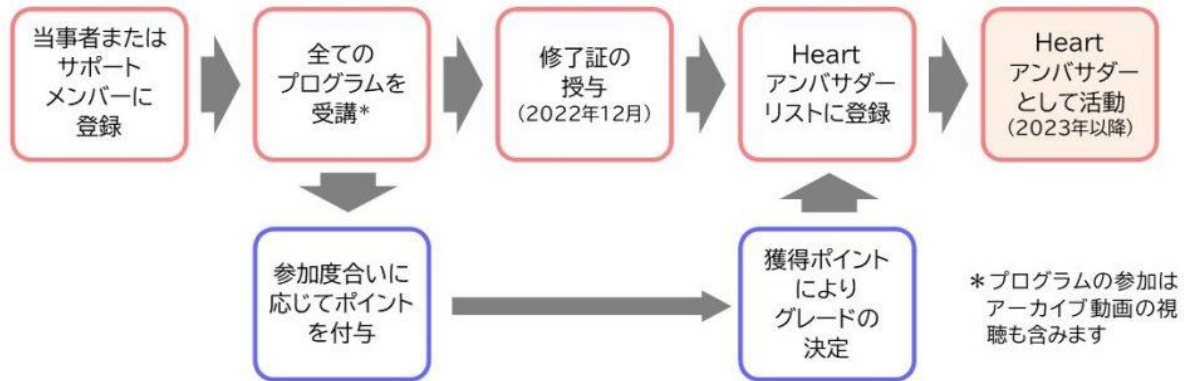 当事者または
サポート
メンバーに
登録
全ての
プログラムを
受講*
修了証の
授与
(2022年12月)
Heart
アンバサダー
リストに登録
Heart
アンバサダー
として活動
(2023年以降)
参加度合いに
応じてポイント
を付与
獲得ポイント
により
グレードの
決定
*プログラムの参加は
アーカイブ動画の視
聴も含みます